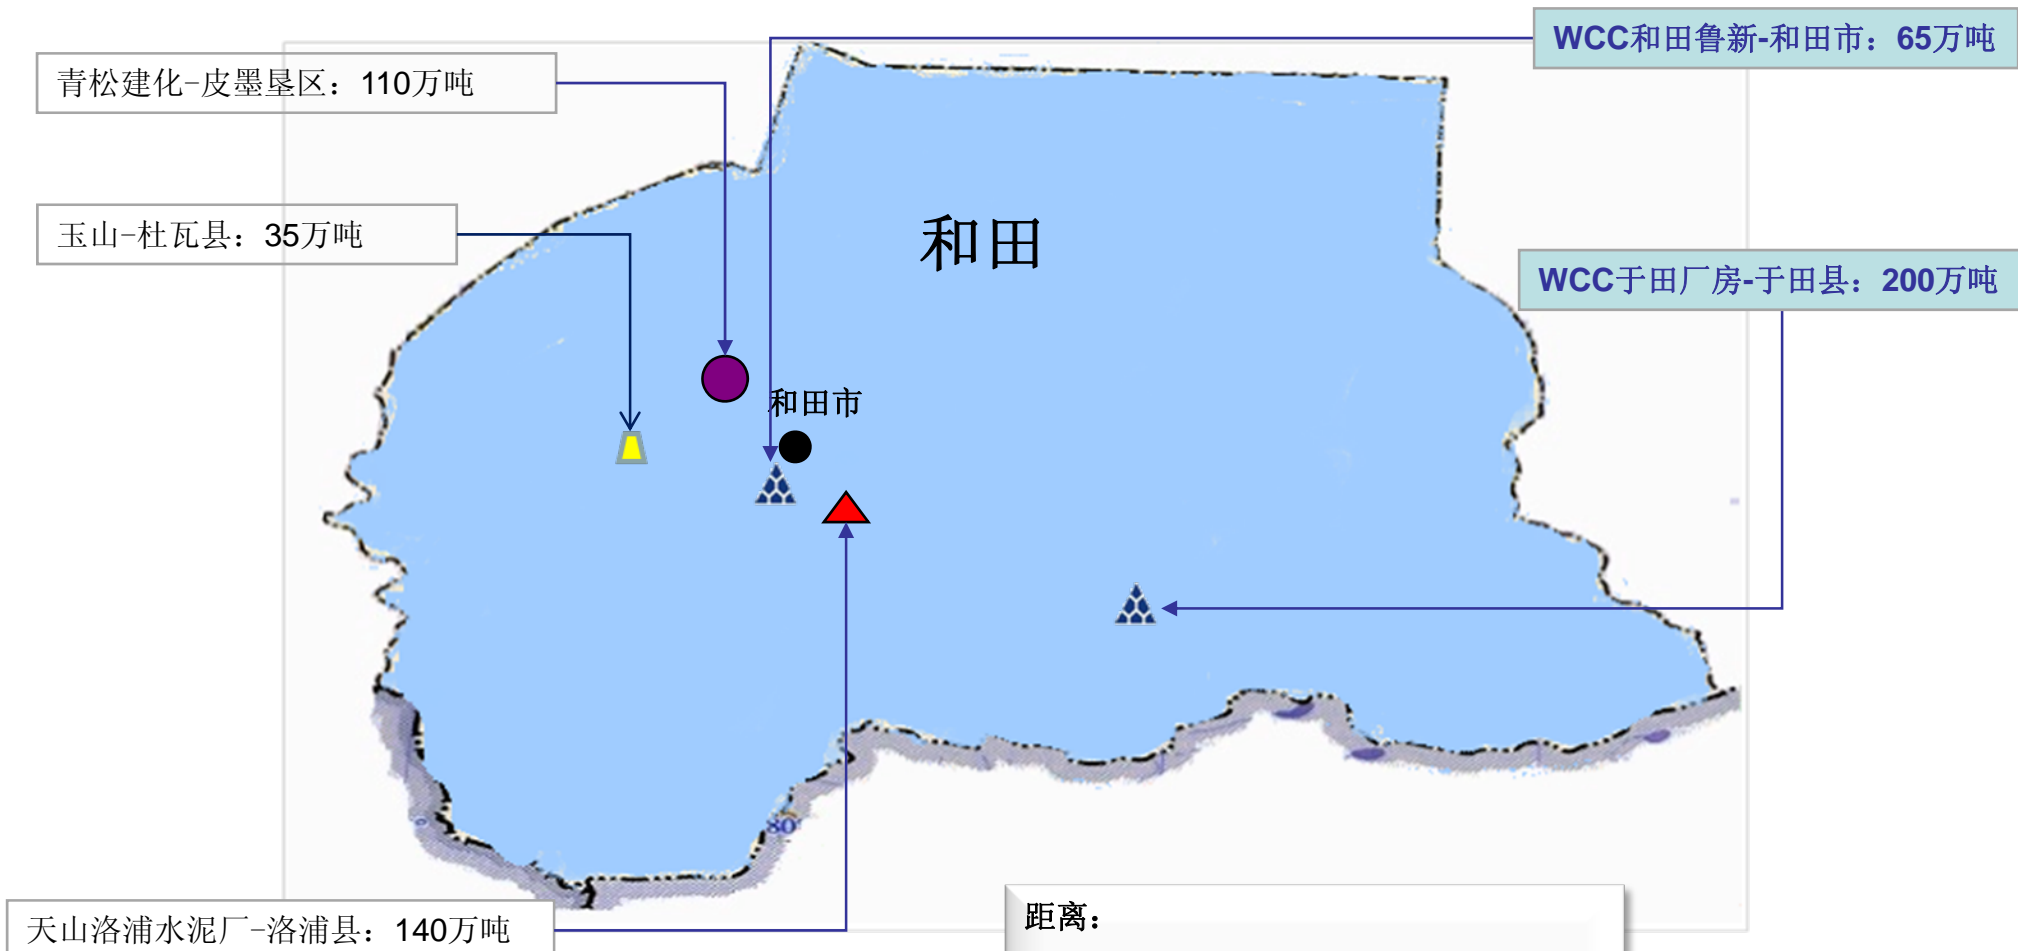 WCC和田鲁新-和田市：65万吨
青松建化-皮墨垦区：110万吨
玉山-杜瓦县：35万吨
和田
WCC于田厂房-于田县：200万吨
和田市
80
天山洛浦水泥厂-洛浦县：140万吨
距离：